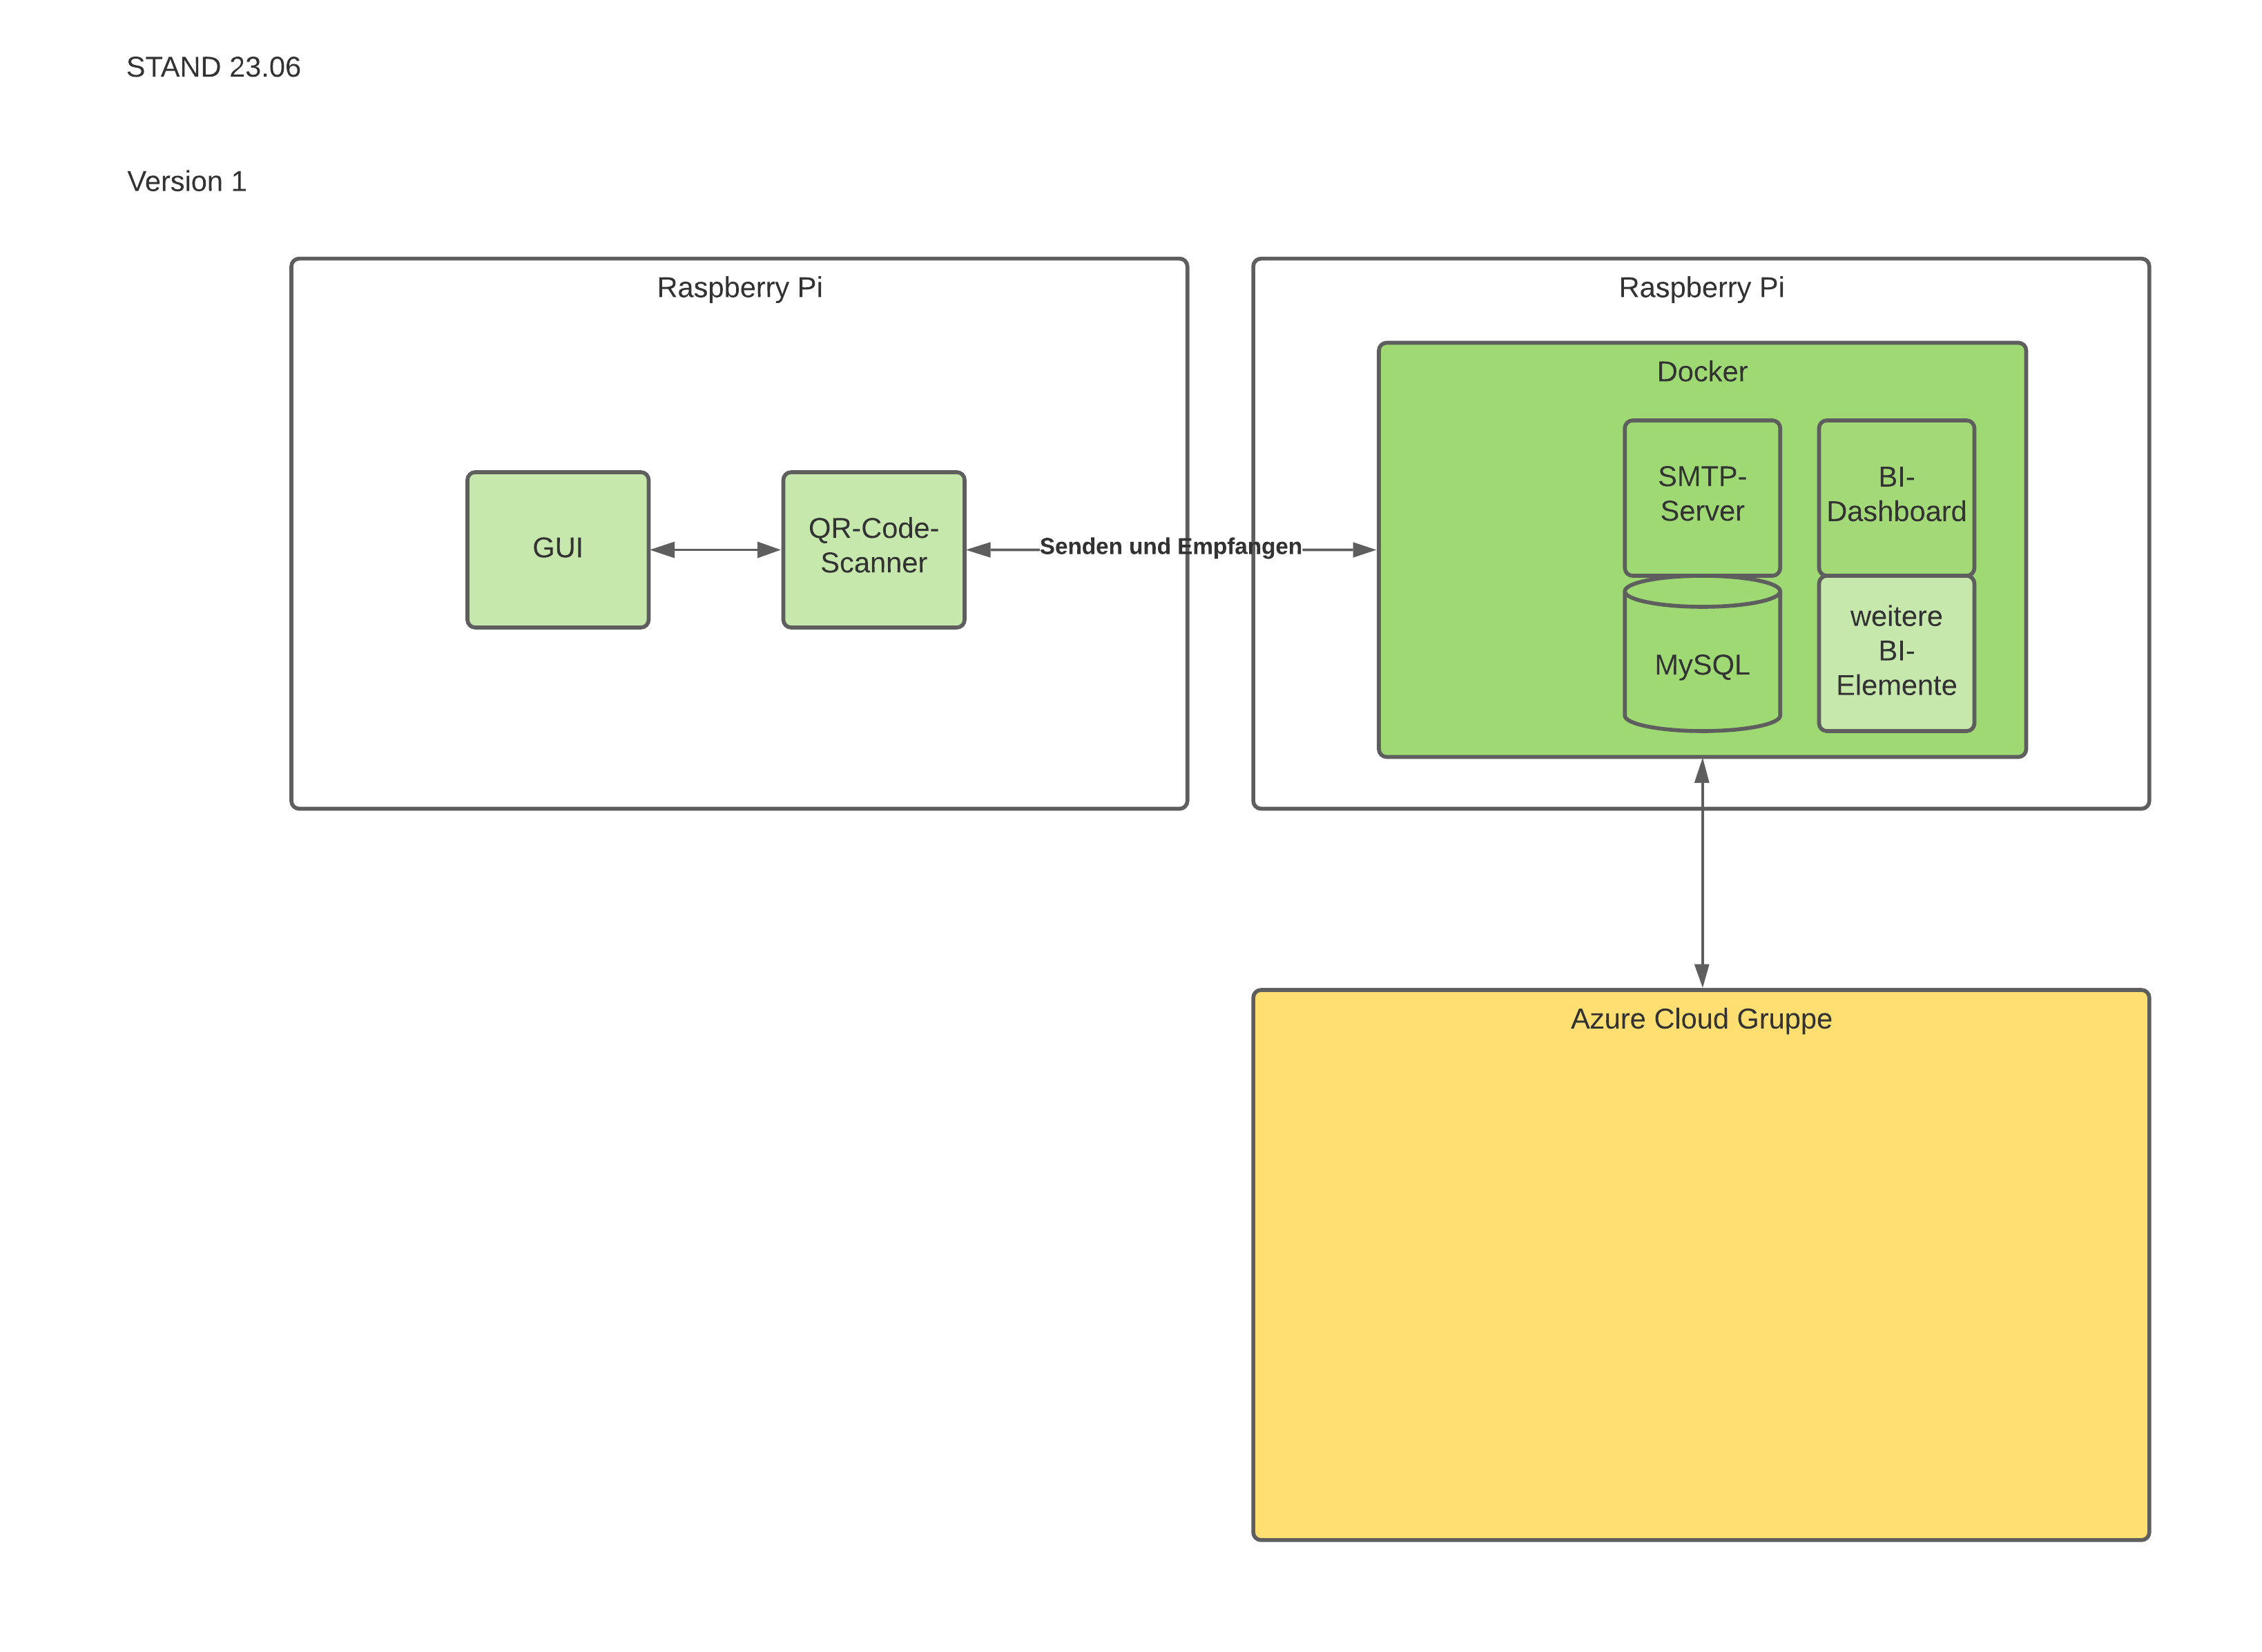 STAND 23.06
Version 1
Raspberry Pi
GUI
QR-Code-
Scanner
Senden und Empfangen
Raspberry Pi
Docker
SMTP-
Server
BI-
Dashboard
MySQL
weitere
BI-
Elemente
Azure Cloud Gruppe